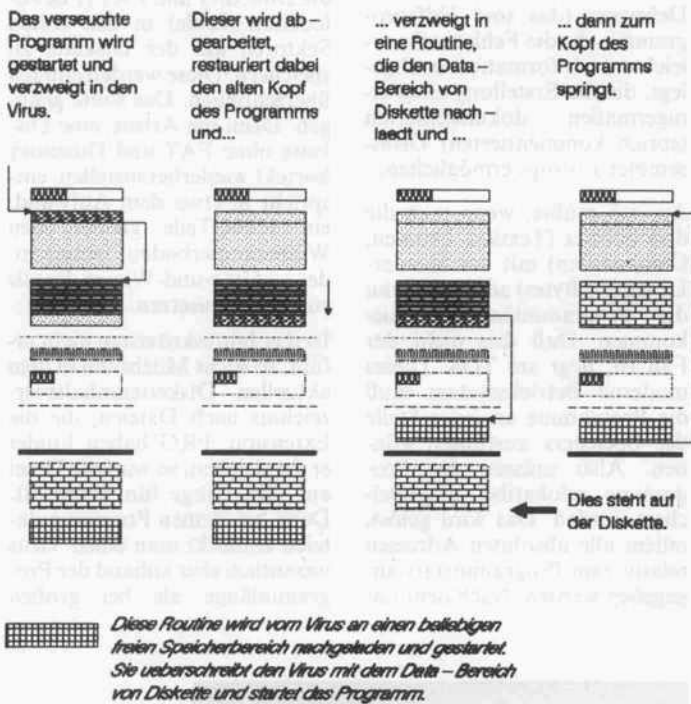 Das verseuchte
Programm wird
gestartet und
verzweigt in den
Virus.
Dieser wird ab –
gearbeitet,
restauriert dabei
den alten Kopf
des Programms
und...
... verzweigt in
eine Routine,
die den Data –
Bereich von
Diskette nach
laedt und ...
... dann zum
Kopf des
Programms
springt.
Dies steht auf
der Diskette.
Diese Routine wird vom Virus an einen beliebigen
freien Speicherbereich nachgeladen und gestartet.
Sie ueberschreibt den Virus mit dem Data – Bereich
von Diskette und startet das Programm.